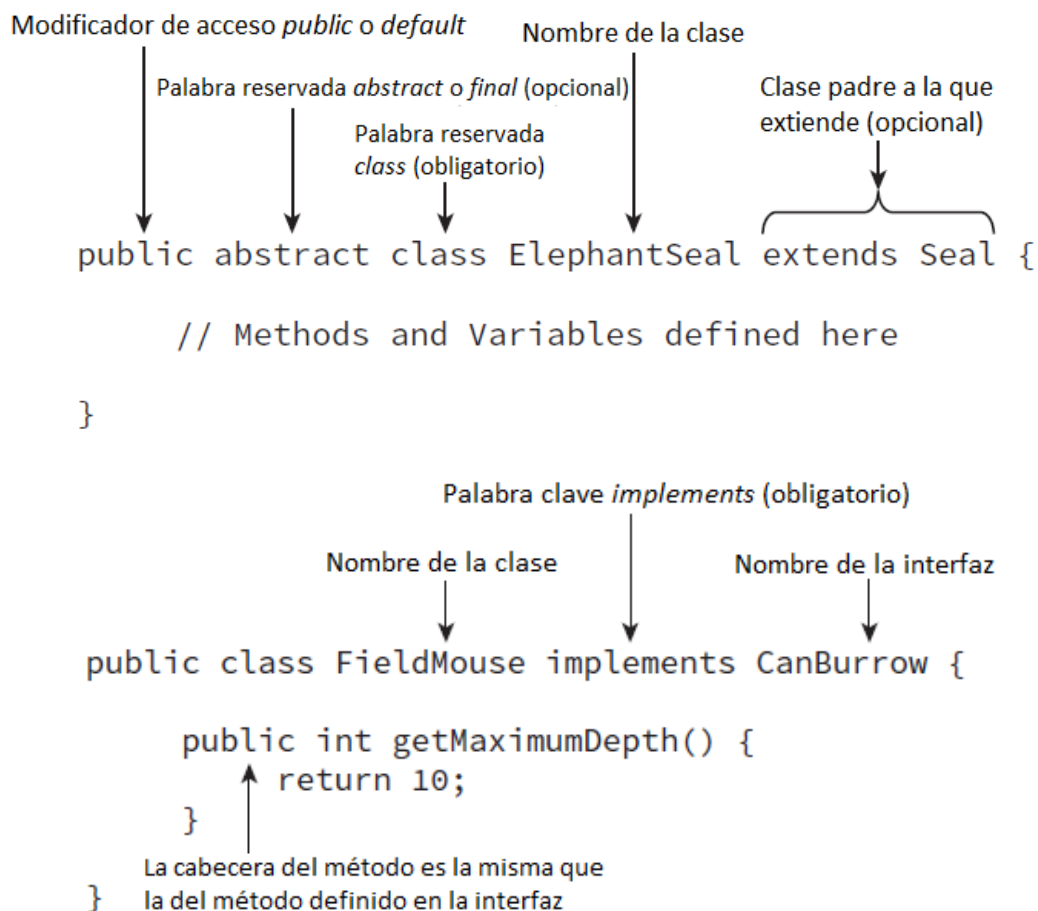 Modificador de acceso public o default
Nombre de la clase
Palabra reservada abstract o final (opcional)
Clase padre a la que
extiende (opcional)
Palabra reservada
class (obligatorio)
public abstract class ElephantSeal extends Seal {
// Methods and Variables defined here
}
Palabra clave implements (obligatorio)
Nombre de la clase
Nombre de la interfaz
public class FieldMouse implements CanBurrow {
public int getMaximumDepth() {
return 10;
}
La cabecera del método es la misma que
} la del método definido en la interfaz